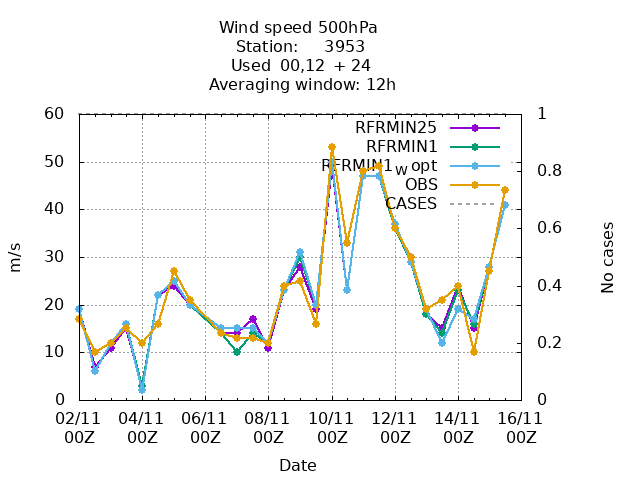 Wind speed 500hPa
Station: 3953
Used 00,12 + 24
Averaging window: 12h
60 1
RFRMIN25
RFRMIN1
50 RFRMIN1w opt 0.8
OBS
40 CASES 0.6
m/s
No cases
30 0.4
20 0.2
10
0 0
02/11 04/11 06/11 08/11 10/11 12/11 14/11 16/11
00Z 00Z 00Z 00Z 00Z 00Z 00Z 00Z
Date